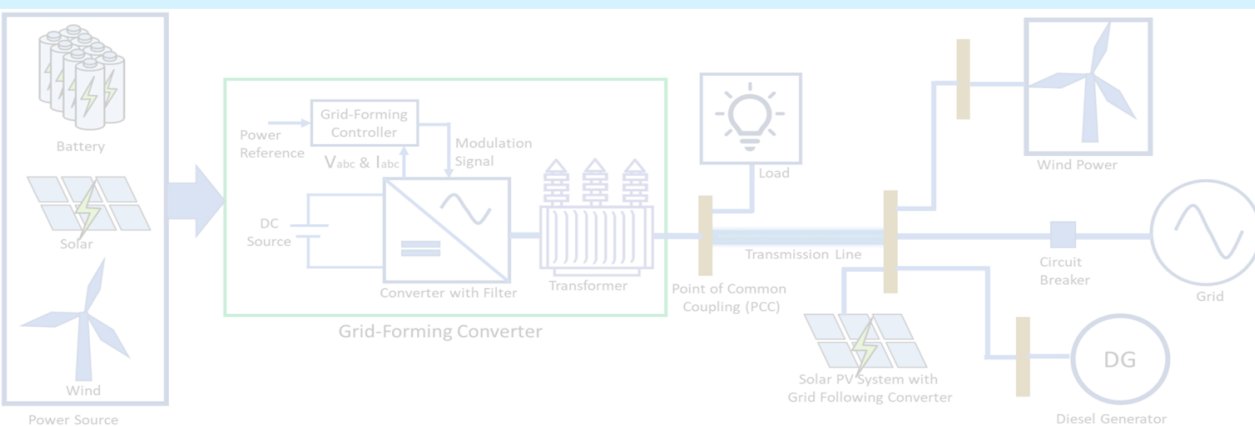 Battery
Solar
Wind
Power Source
Grid-Forming
Controller
Power
Reference
Modulation
Signal
Vabc & Iabc
DC
Source
Converter with Filter
Transformer
Grid-Forming Converter
Load
Point of Common
Coupling (PCC)
Transmission Line
Solar PV System with
Grid Following Converter
Wind Power
Circuit
Breaker
Grid
DG
Diesel Generator